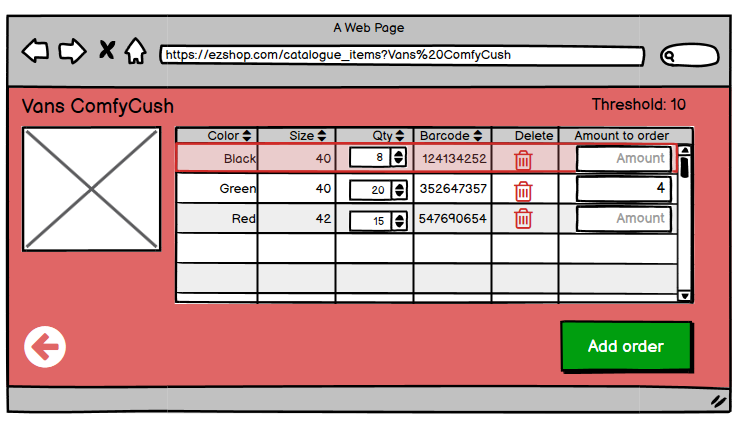 A Web Page
https://ezshop.com/catalogue_items?Vans%20ComfyCush
Vans ComfyCush
Threshold: 10
Color Size Qty Barcode Delete Amount to order
Black 40 8 124134252 Amount
Green 40 20 352647357 4
Red 42 15 547690654 Amount
Add order